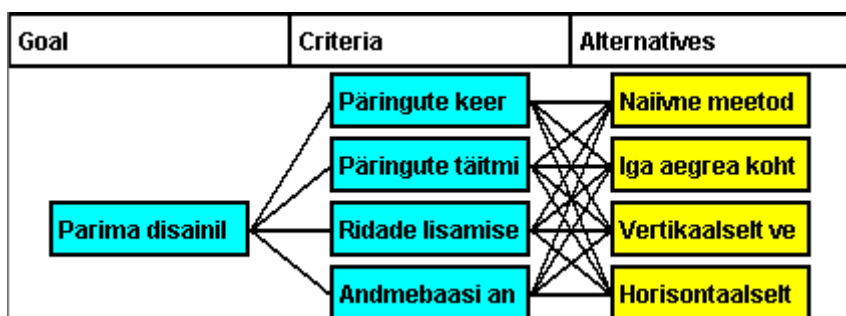 Goal Criteria Alternatives
Päringute keer Naiivne meetod
Päringute täitmi Iga aegrea koht
Parima disainil Ridade lisamise Vertikaalselt ve
Andmebaasi an Horisontaalselt